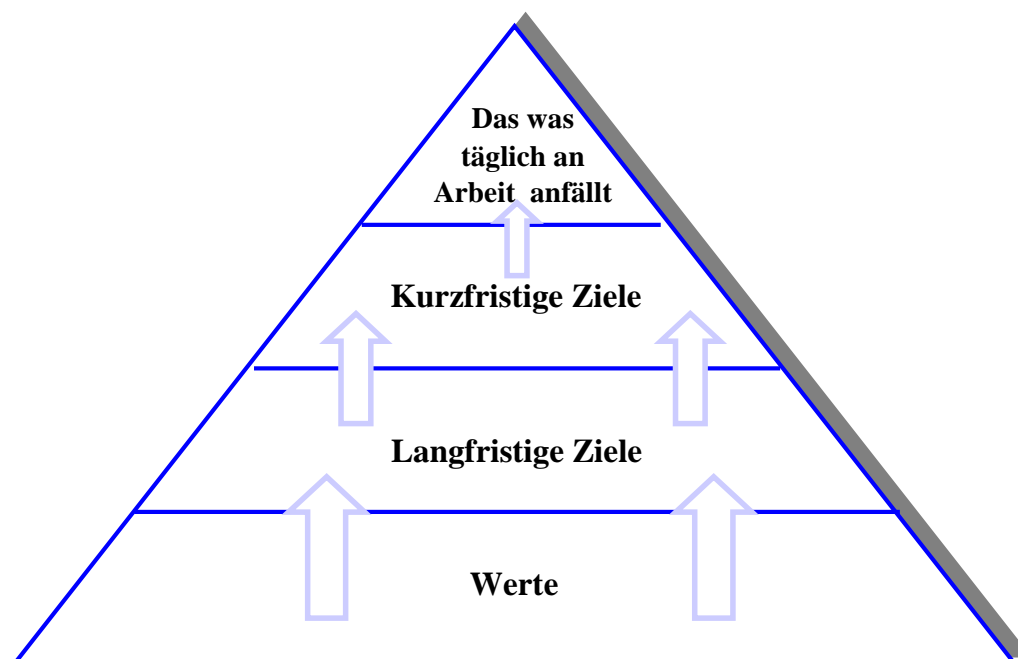 Das was
täglich an
Arbeit anfällt
Kurzfristige Ziele
Langfristige Ziele
Werte